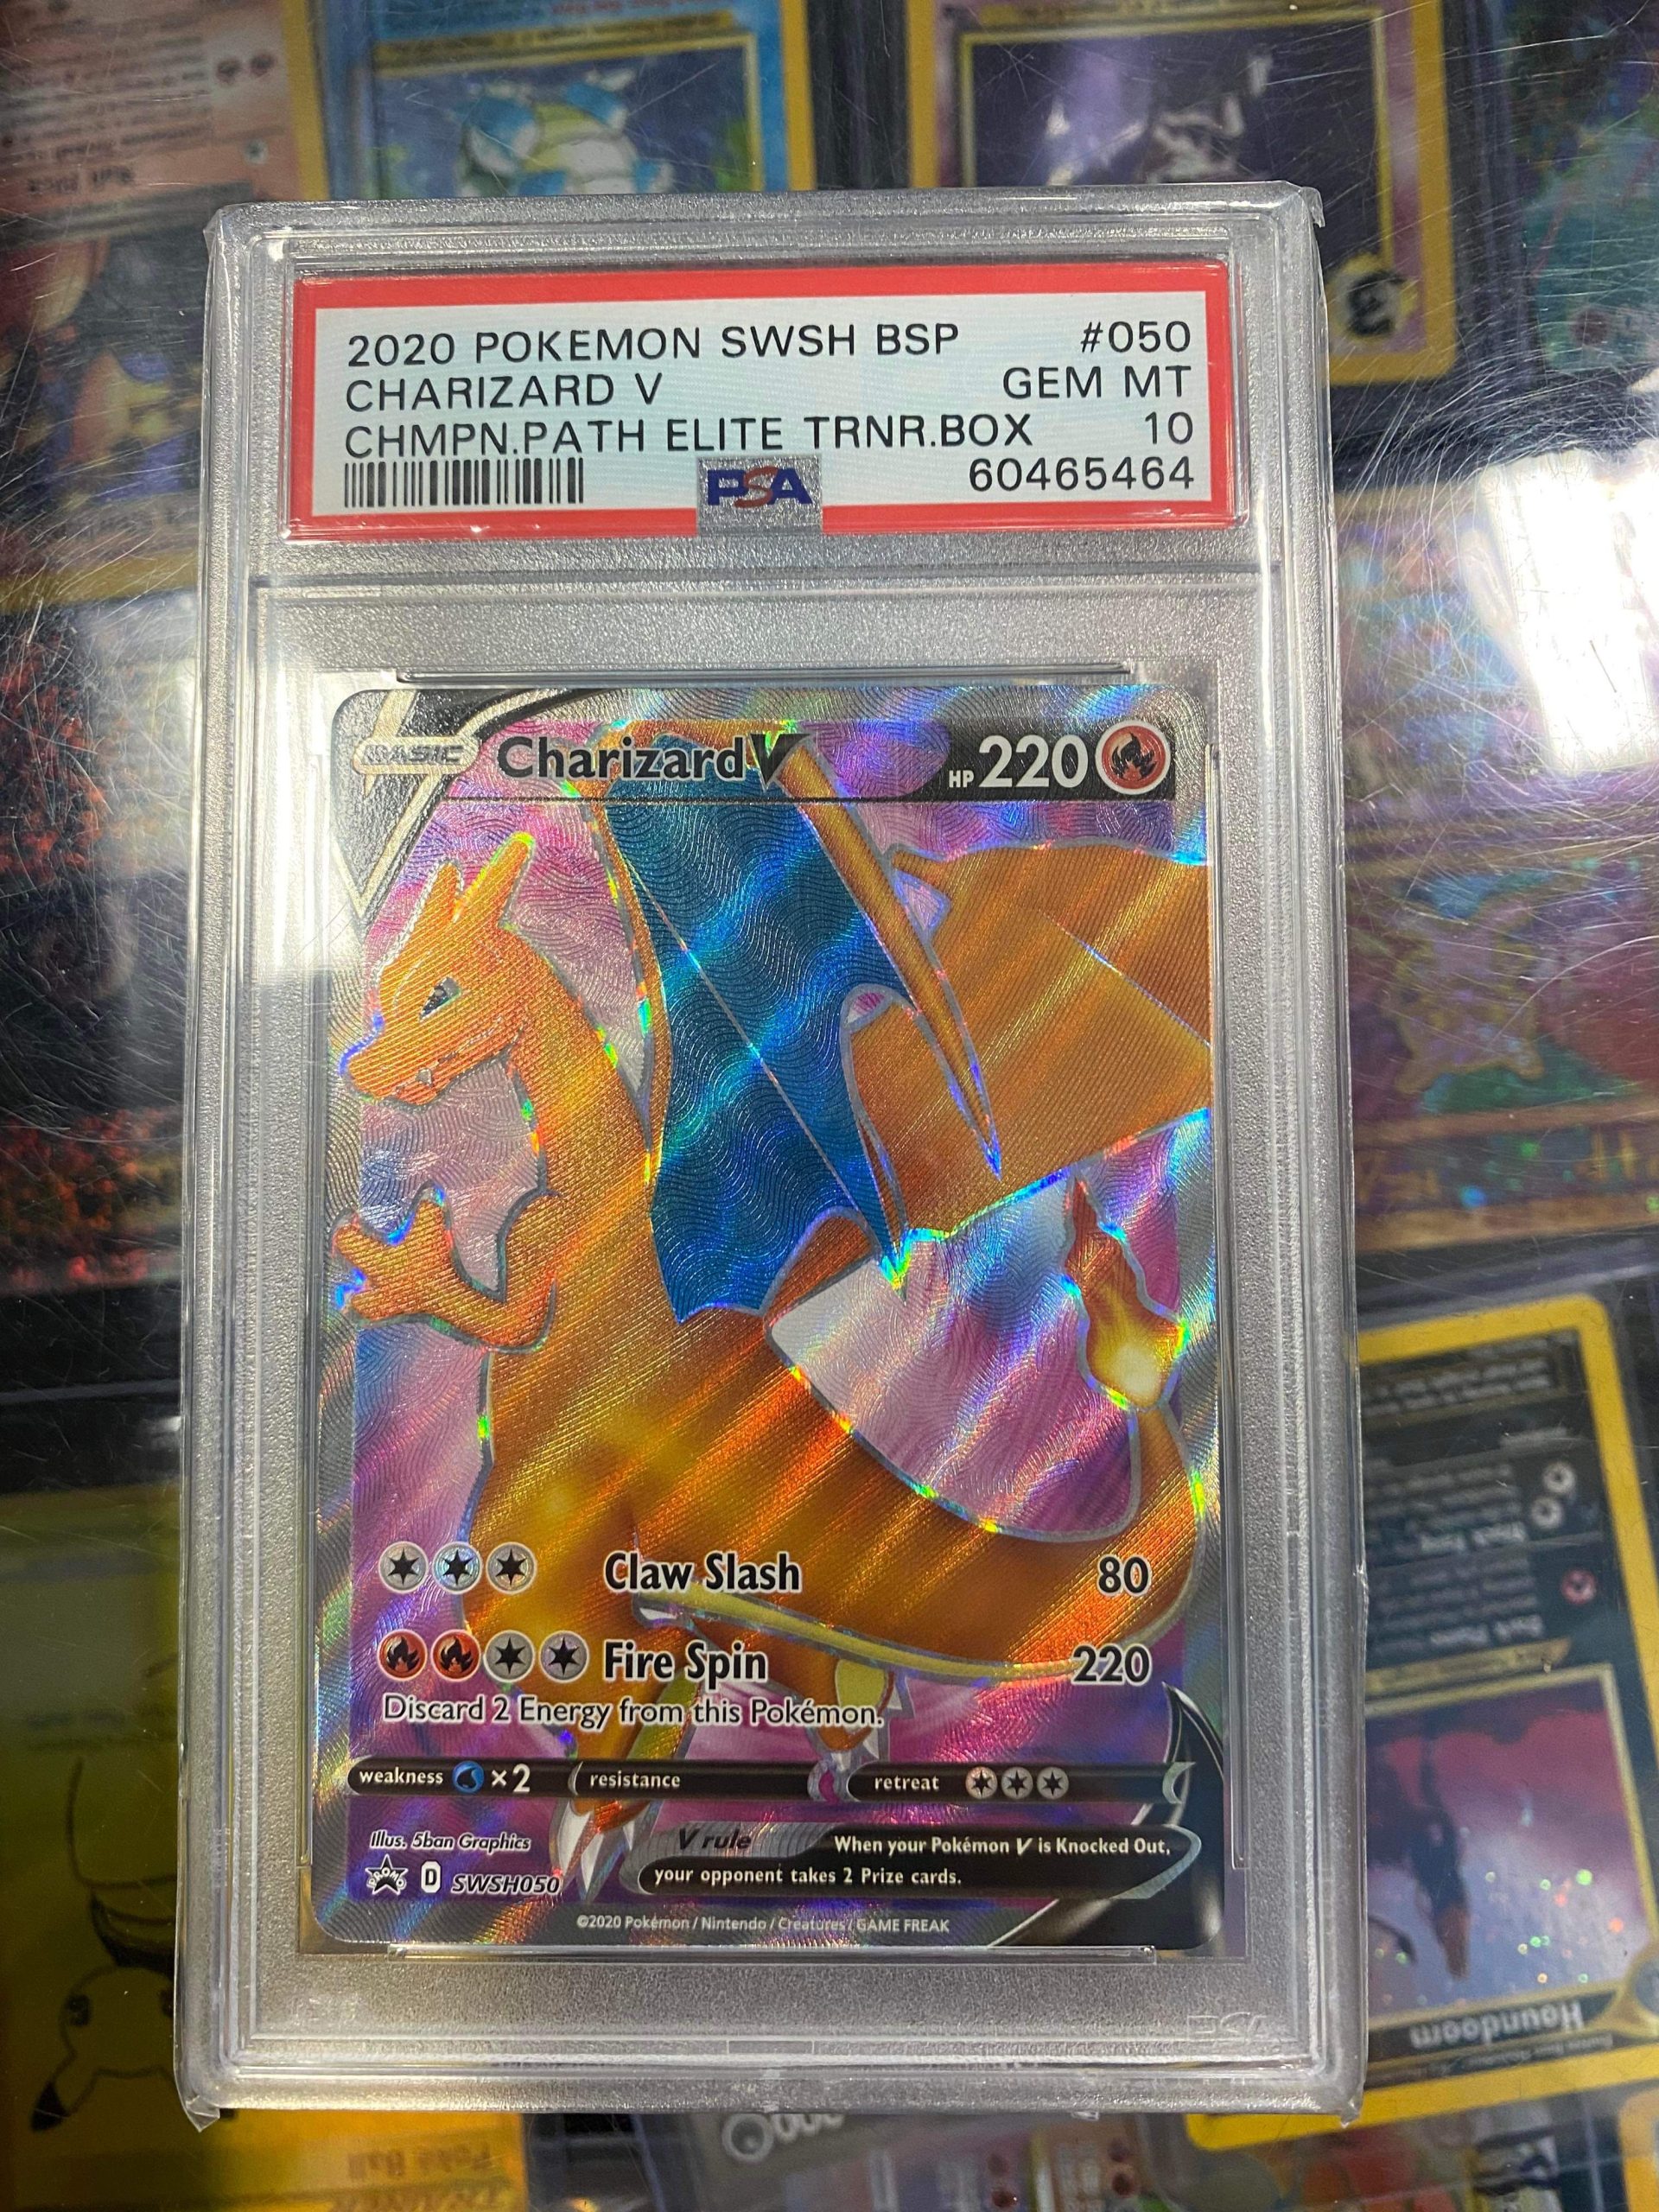 2020 POKEMON SWSH BSP #050
CHARIZARD V GEM MT
CHMPN.PATH ELITE TRNR.BOX 10
PSA 60465464
BASIC Charizard V HP 220
Claw Slash 80
Fire Spin 220
Discard 2 Energy from this Pokémon.
weakness ×2 resistance retreat
Illus. 5ban Graphics
V rule When your Pokémon V is Knocked Out,
your opponent takes 2 Prize cards.
PROMO D SWSH050
©2020 Pokémon / Nintendo / Creatures / GAME FREAK
Houndoom
Poké Ball